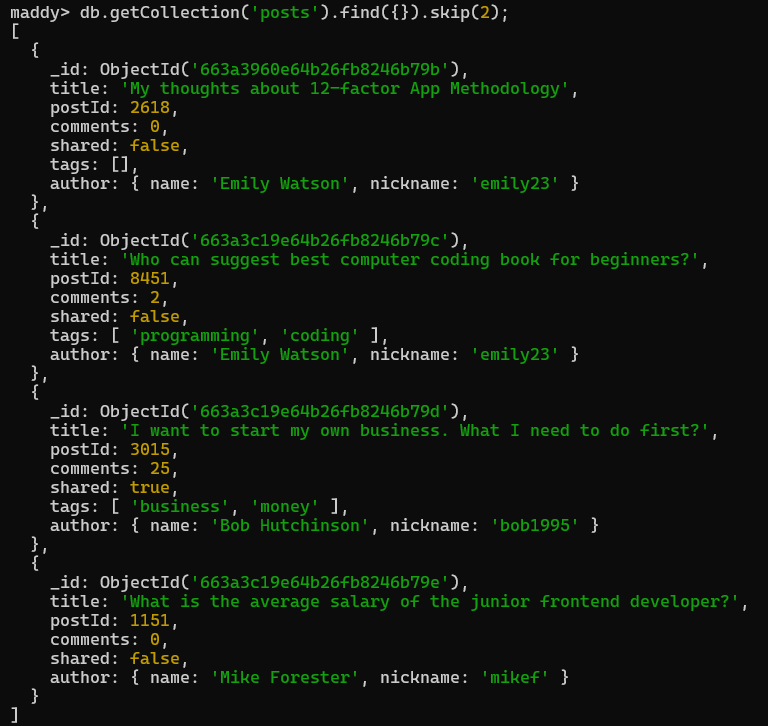 maddy> db.getCollection('posts').find({}).skip(2);
[
  {
    _id: ObjectId('663a3960e64b26fb8246b79b'),
    title: 'My thoughts about 12-factor App Methodology',
    postId: 2618,
    comments: 0,
    shared: false,
    tags: [],
    author: { name: 'Emily Watson', nickname: 'emily23' }
  },
  {
    _id: ObjectId('663a3c19e64b26fb8246b79c'),
    title: 'Who can suggest best computer coding book for beginners?',
    postId: 8451,
    comments: 2,
    shared: false,
    tags: [ 'programming', 'coding' ],
    author: { name: 'Emily Watson', nickname: 'emily23' }
  },
  {
    _id: ObjectId('663a3c19e64b26fb8246b79d'),
    title: 'I want to start my own business. What I need to do first?',
    postId: 3015,
    comments: 25,
    shared: true,
    tags: [ 'business', 'money' ],
    author: { name: 'Bob Hutchinson', nickname: 'bob1995' }
  },
  {
    _id: ObjectId('663a3c19e64b26fb8246b79e'),
    title: 'What is the average salary of the junior frontend developer?',
    postId: 1151,
    comments: 0,
    shared: false,
    author: { name: 'Mike Forester', nickname: 'mikef' }
  }
]